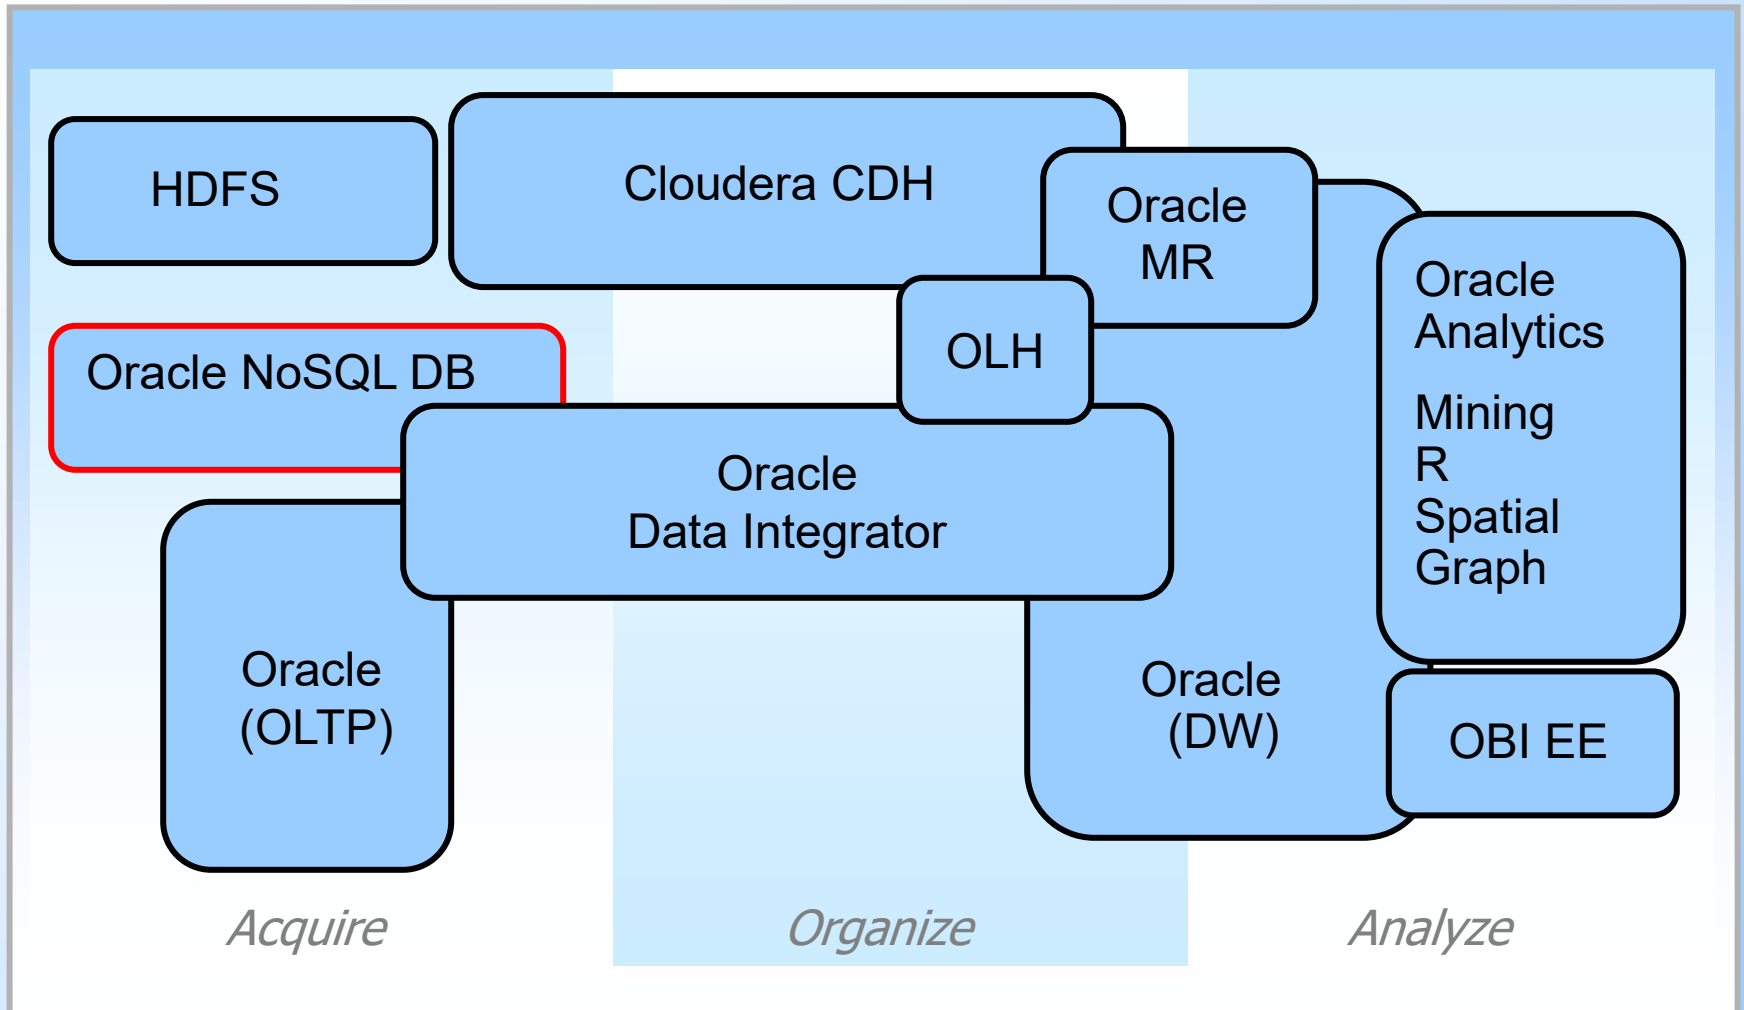 HDFS
Cloudera CDH
Oracle
MR
OLH
Oracle
Analytics
Mining
R
Spatial
Graph
Oracle NoSQL DB
Oracle
Data Integrator
Oracle
(OLTP)
Oracle
(DW)
OBI EE
Acquire
Organize
Analyze